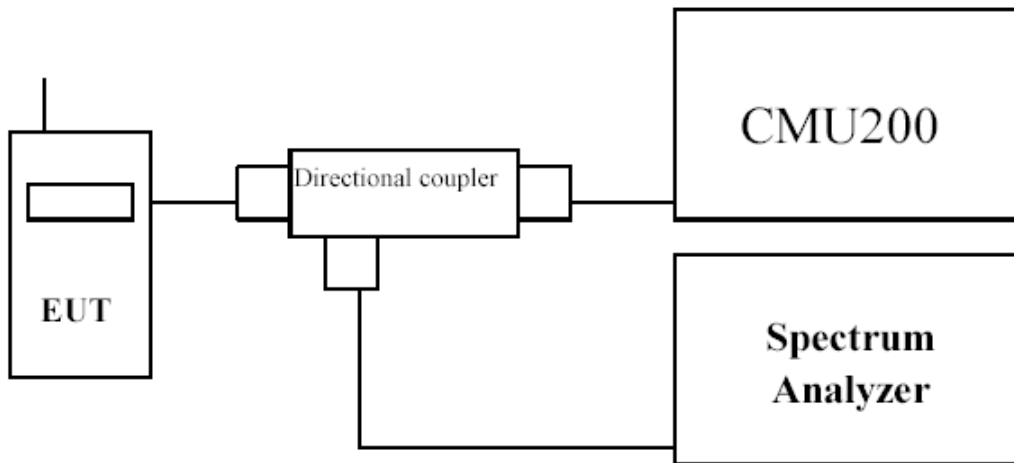 CMU200
Directional coupler
EUT
Spectrum
Analyzer